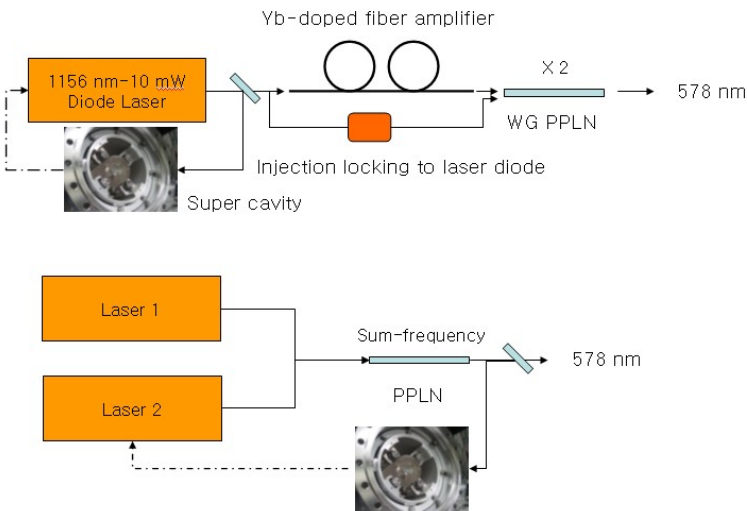 Yb-doped fiber amplifier
1156 nm-10 mW
Diode Laser
X 2
578 nm
WG PPLN
Injection locking to laser diode
Super cavity
Laser 1
Sum-frequency
578 nm
PPLN
Laser 2